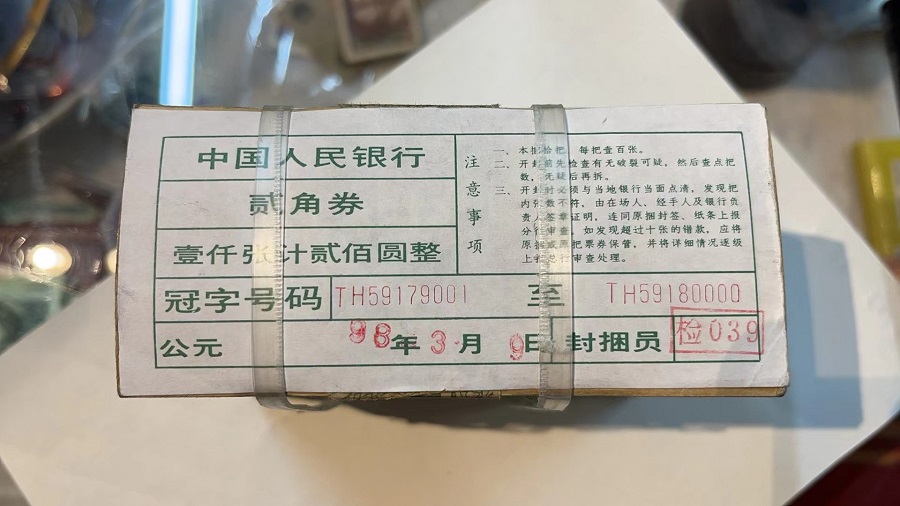 中国人民银行
贰角券
壹仟张计贰佰圆整
注意事项
一、本捆拾把，每把查百张。
二、开封前先检查有无破裂可疑，然后查点把
数，无疑后再拆。
三、开封时必须与当地银行当面点清，发现把
内张数不符，由在场人、经手人及银行负
责人签章证明，连同原捆封签、纸条上报
分行审查，如发现超过十张的错款，应将
原捆或原把票券保管，并将详细情况逐级
上报总行审查处理。
冠字号码 TH59179001 至 TH59180000
公元 98年3月9日 封捆员 检039